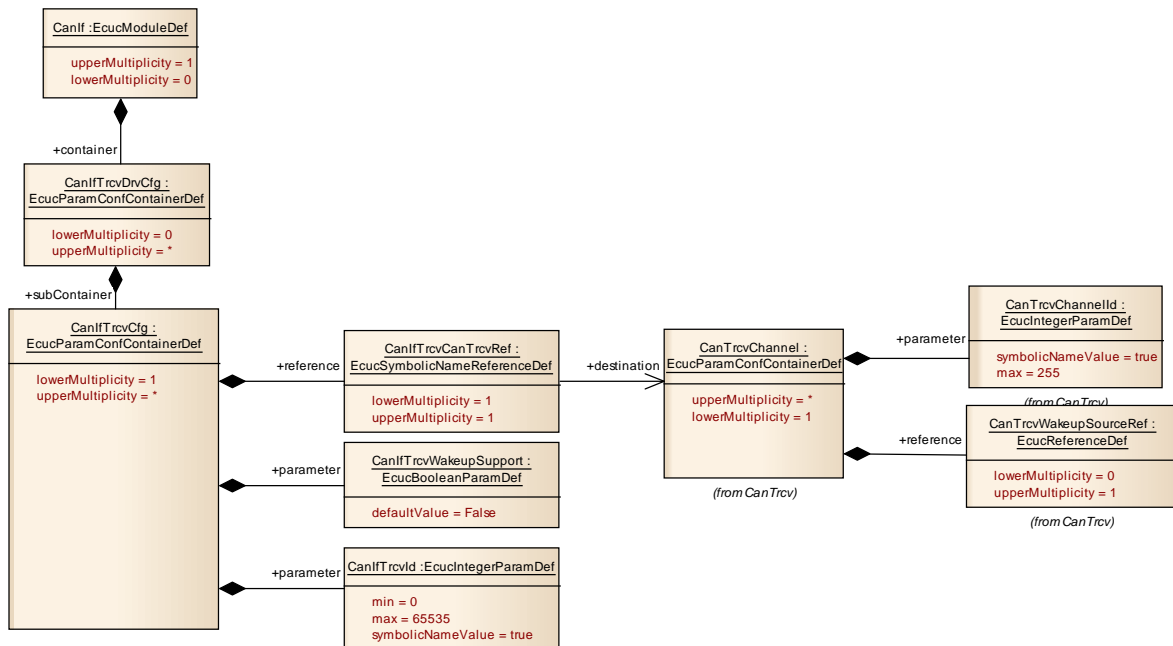 CanIf :EcucModuleDef
upperMultiplicity = 1
lowerMultiplicity = 0
+container
CanIfTrcvDrvCfg :
EcucParamConfContainerDef
lowerMultiplicity = 0
upperMultiplicity = *
+subContainer
CanIfTrcvCfg :
EcucParamConfContainerDef
lowerMultiplicity = 1
upperMultiplicity = *
+reference
CanIfTrcvCanTrcvRef :
EcucSymbolicNameReferenceDef
lowerMultiplicity = 1
upperMultiplicity = 1
+destination
CanTrcvChannel :
EcucParamConfContainerDef
upperMultiplicity = *
lowerMultiplicity = 1
(from CanTrcv)
+parameter
CanTrcvChannelId :
EcucIntegerParamDef
symbolicNameValue = true
max = 255
(from CanTrcv)
+reference
CanTrcvWakeupSourceRef :
EcucReferenceDef
lowerMultiplicity = 0
upperMultiplicity = 1
(from CanTrcv)
+parameter
CanIfTrcvWakeupSupport :
EcucBooleanParamDef
defaultValue = False
+parameter
CanIfTrcvId :EcucIntegerParamDef
min = 0
max = 65535
symbolicNameValue = true